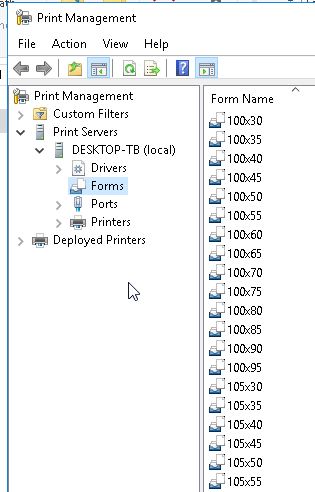 Print Management
File Action View Help
Print Management
Custom Filters
Print Servers
DESKTOP-TB (local)
Drivers
Forms
Ports
Printers
Deployed Printers
Form Name
100x30
100x35
100x40
100x45
100x50
100x55
100x60
100x65
100x70
100x75
100x80
100x85
100x90
100x95
105x30
105x35
105x40
105x45
105x50
105x55